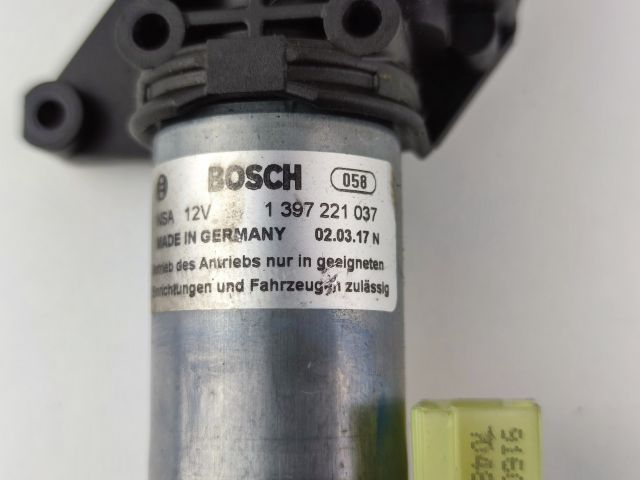 BOSCH 058
NSA 12V 1 397 221 037
MADE IN GERMANY 02.03.17 N
des Antriebs nur in geeigneten
und Fahrzeugen zulässig